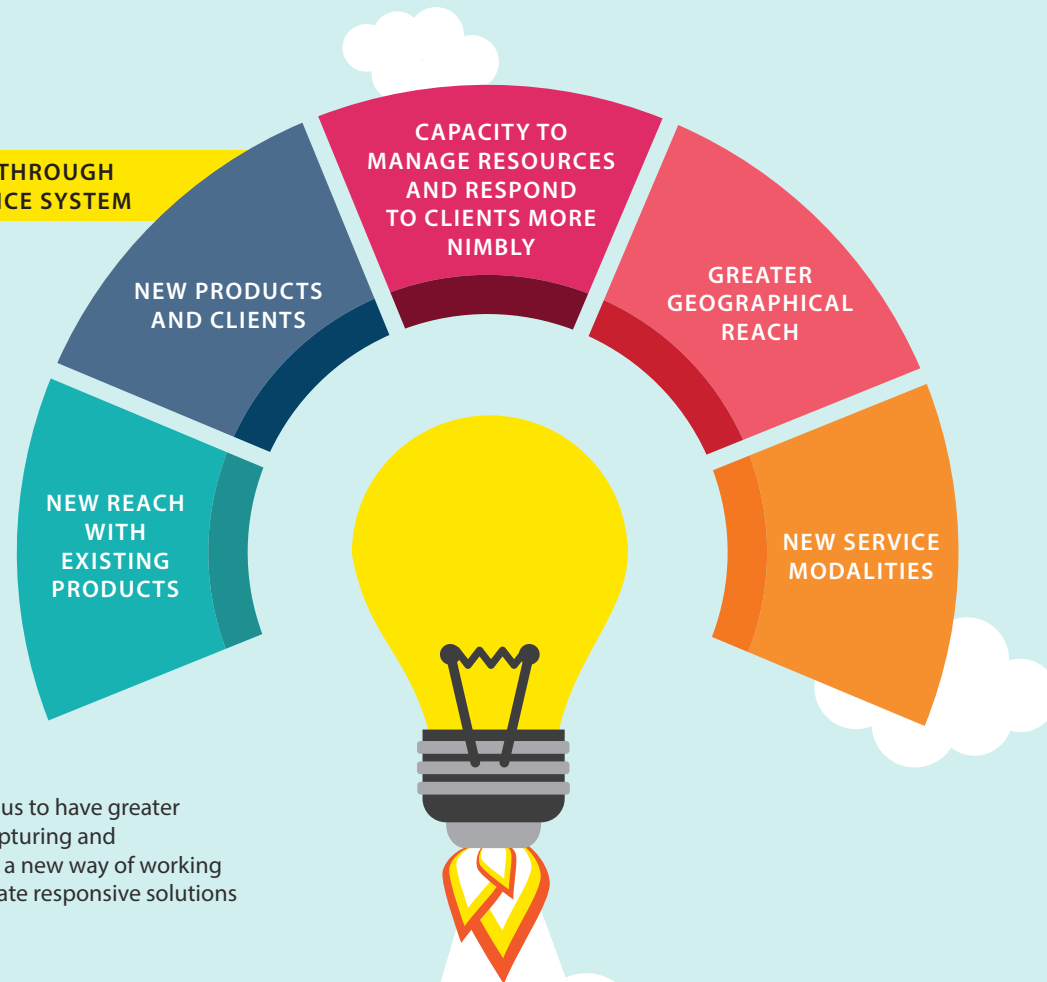 THROUGH
ICE SYSTEM
CAPACITY TO
MANAGE RESOURCES
AND RESPOND
TO CLIENTS MORE
NIMBLY
NEW PRODUCTS
AND CLIENTS
GREATER
GEOGRAPHICAL
REACH
NEW REACH
WITH
EXISTING
PRODUCTS
NEW SERVICE
MODALITIES
us to have greater
pturing and
a new way of working
ate responsive solutions